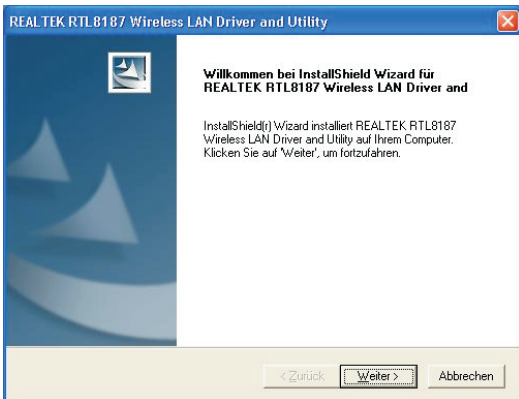 REALTEK RTL8187 Wireless LAN Driver and Utility
Willkommen bei InstallShield Wizard für
REALTEK RTL8187 Wireless LAN Driver and
InstallShield(r) Wizard installiert REALTEK RTL8187
Wireless LAN Driver and Utility auf Ihrem Computer.
Klicken Sie auf 'Weiter', um fortzufahren.
< Zurück Weiter > Abbrechen